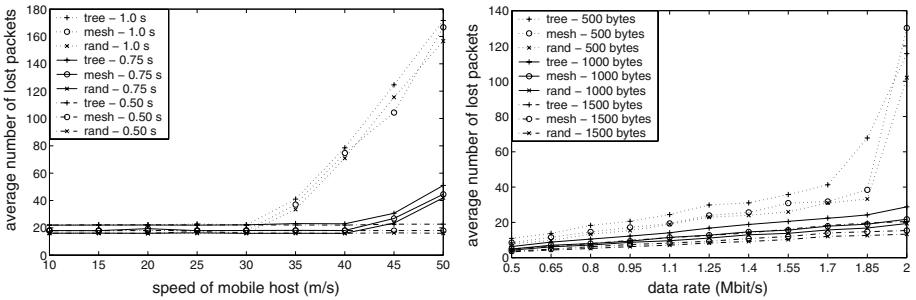 180
160
140
120
100
80
60
40
20
0
average number of lost packets
tree – 1.0 s
mesh – 1.0 s
rand – 1.0 s
tree – 0.75 s
mesh – 0.75 s
rand – 0.75 s
tree – 0.50 s
mesh – 0.50 s
rand – 0.50 s
10 15 20 25 30 35 40 45 50
speed of mobile host (m/s)
140
120
100
80
60
40
20
0
average number of lost packets
tree – 500 bytes
mesh – 500 bytes
rand – 500 bytes
tree – 1000 bytes
mesh – 1000 bytes
rand – 1000 bytes
tree – 1500 bytes
mesh – 1500 bytes
rand – 1500 bytes
0.5 0.65 0.8 0.95 1.1 1.25 1.4 1.55 1.7 1.85 2
data rate (Mbit/s)